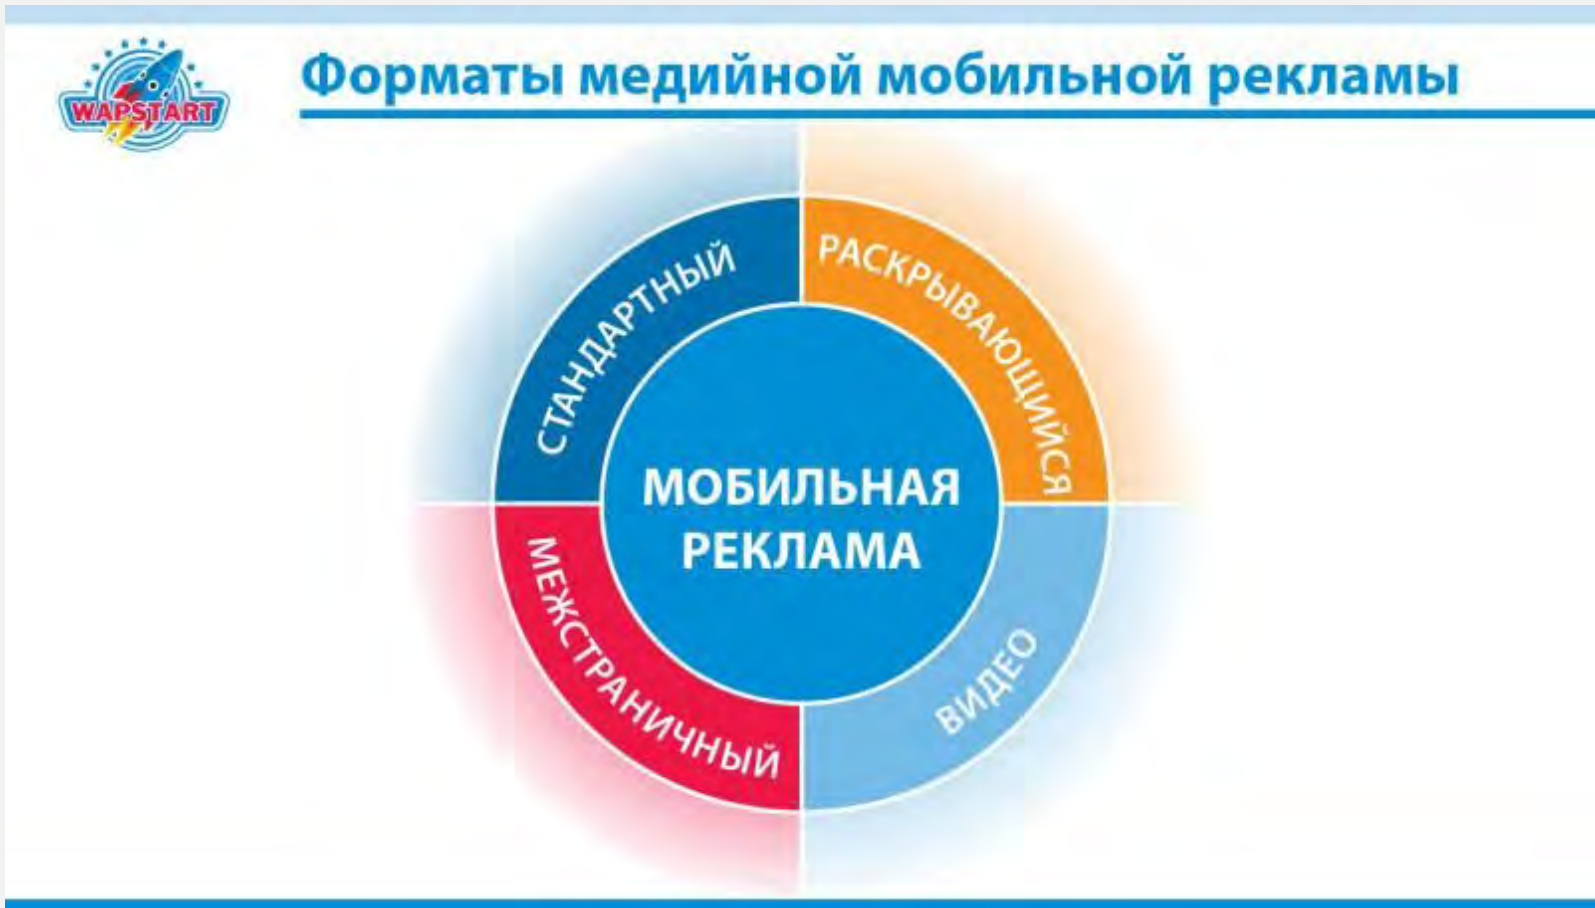 WAPSTART
Форматы медийной мобильной рекламы
СТАНДАРТНЫЙ
РАСКРЫВАЮЩИЙСЯ
МОБИЛЬНАЯ
РЕКЛАМА
МЕЖСТРАНИЧНЫЙ
ВИДЕО